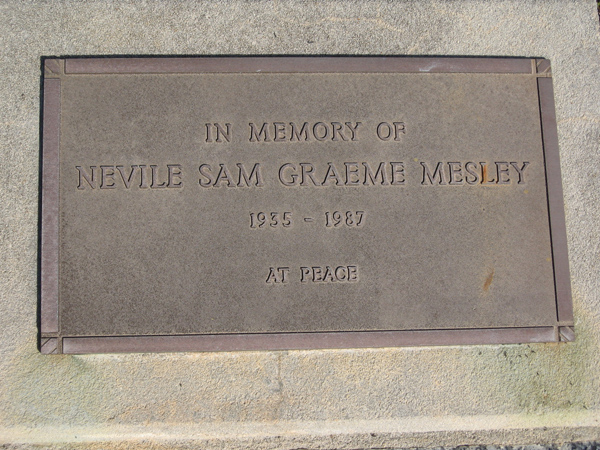 IN MEMORY OF
NEVILE SAM GRAEME MESLEY
1935 - 1987
AT PEACE